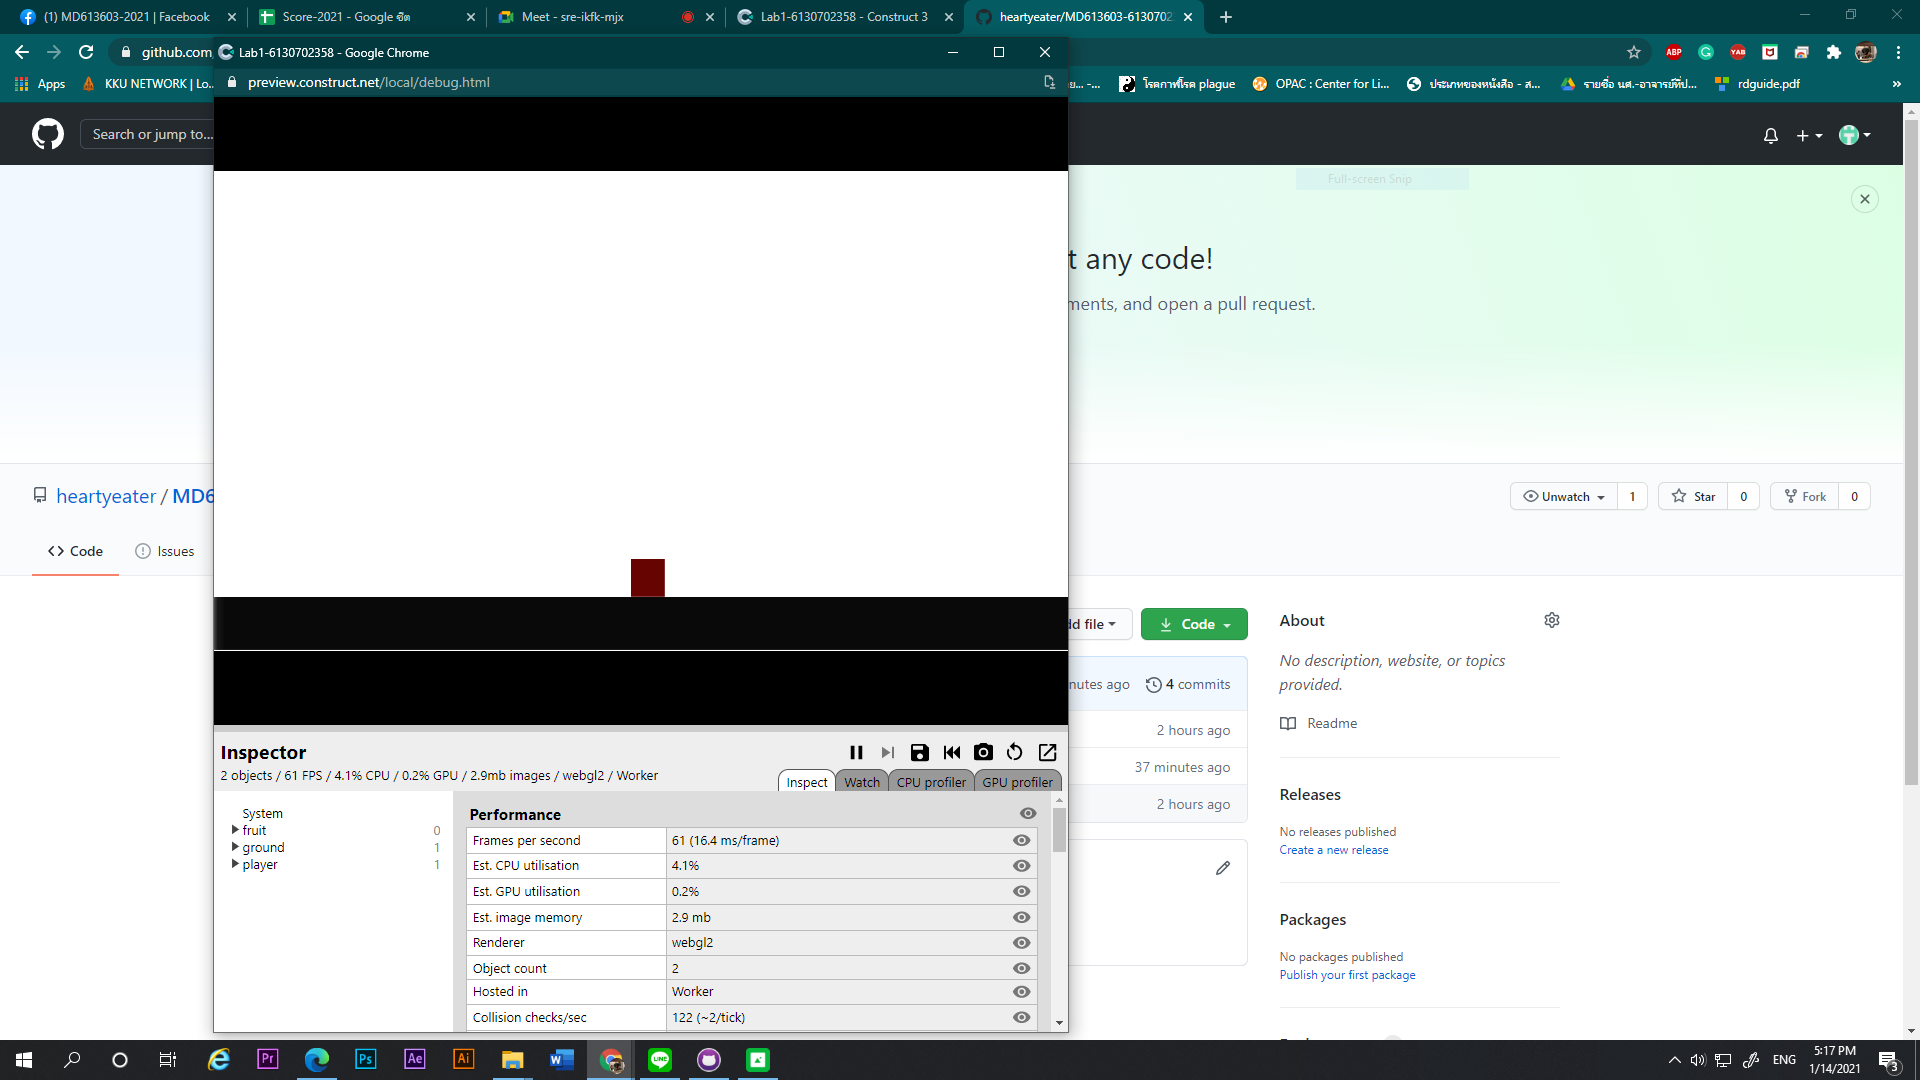 (1) MD613603-2021 | Facebook
Score-2021 - Google ชีต
Meet - sre-ikfk-mjx
Lab1-6130702358 - Construct 3
heartyeater/MD613603-6130702
github.com
Lab1-6130702358 - Google Chrome
ABP
YAB
preview.construct.net/local/debug.html
Apps
KKU NETWORK | Lo...
โรคกาฬโรค plague
OPAC : Center for Li...
ประเภทของหนังสือ - ส...
รายชื่อ นศ.-อาจารย์ที่ป...
rdguide.pdf
»
Search or jump to...
Full-screen Snip
t any code!
ments, and open a pull request.
heartyeater / MD6
Unwatch 1
Star 0
Fork 0
Code
Issues
dd file
Code
About
No description, website, or topics
provided.
nutes ago
4 commits
Readme
2 hours ago
37 minutes ago
2 hours ago
Releases
No releases published
Create a new release
Packages
No packages published
Publish your first package
Inspector
2 objects / 61 FPS / 4.1% CPU / 0.2% GPU / 2.9mb images / webgl2 / Worker
Inspect
Watch
CPU profiler
GPU profiler
System
fruit 0
ground 1
player 1
Performance
Frames per second 61 (16.4 ms/frame)
Est. CPU utilisation 4.1%
Est. GPU utilisation 0.2%
Est. image memory 2.9 mb
Renderer webgl2
Object count 2
Hosted in Worker
Collision checks/sec 122 (~2/tick)
Pr
Ps
Ae
Ai
LINE
ENG
5:17 PM
1/14/2021
3